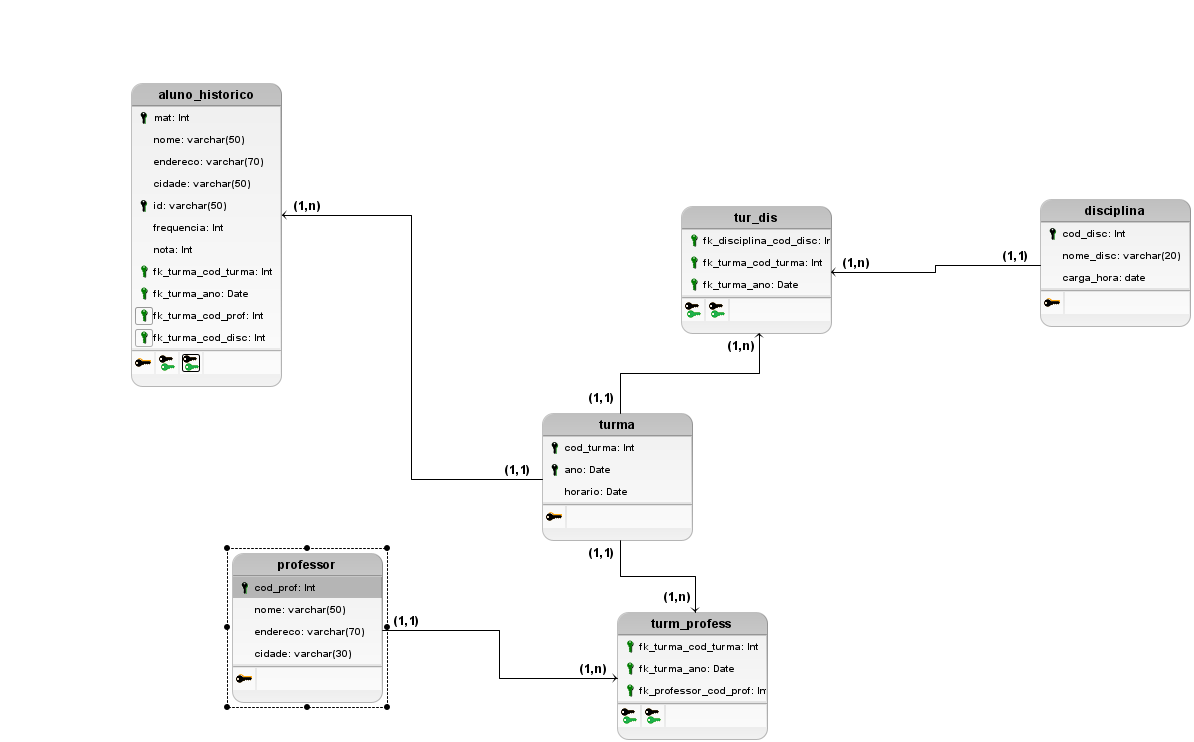 aluno_historico
mat: Int
nome: varchar(50)
endereco: varchar(70)
cidade: varchar(50)
id: varchar(50)
frequencia: Int
nota: Int
fk_turma_cod_turma: Int
fk_turma_ano: Date
fk_turma_cod_prof: Int
fk_turma_cod_disc: Int
(1,n)
(1,1)
tur_dis
fk_disciplina_cod_disc: Ir
fk_turma_cod_turma: Int
fk_turma_ano: Date
(1,n)
(1,1)
disciplina
cod_disc: Int
nome_disc: varchar(20)
carga_hora: date
(1,n)
(1,1)
turma
cod_turma: Int
ano: Date
horario: Date
(1,1)
(1,n)
professor
cod_prof: Int
nome: varchar(50)
endereco: varchar(70)
cidade: varchar(30)
(1,1)
(1,n)
turm_profess
fk_turma_cod_turma: Int
fk_turma_ano: Date
fk_professor_cod_prof: In